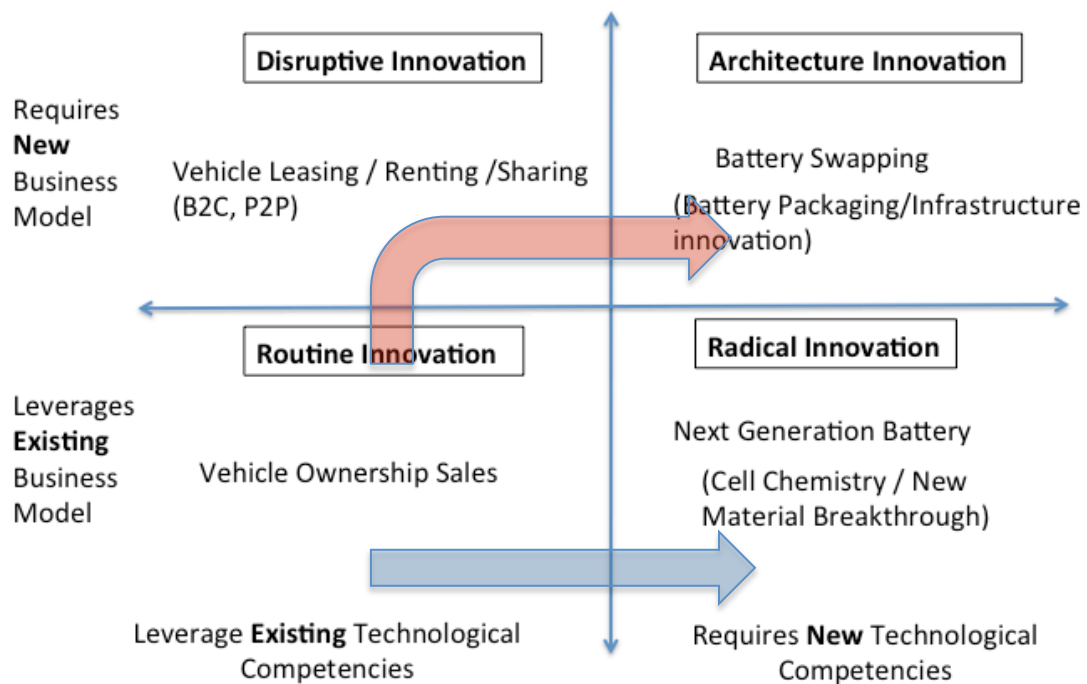 Disruptive Innovation
Architecture Innovation
Requires
New
Business
Model
Vehicle Leasing / Renting /Sharing
(B2C, P2P)
Battery Swapping
(Battery Packaging/Infrastructure
innovation)
Routine Innovation
Radical Innovation
Leverages
Existing
Business
Model
Vehicle Ownership Sales
Next Generation Battery
(Cell Chemistry / New
Material Breakthrough)
Leverage Existing Technological
Competencies
Requires New Technological
Competencies